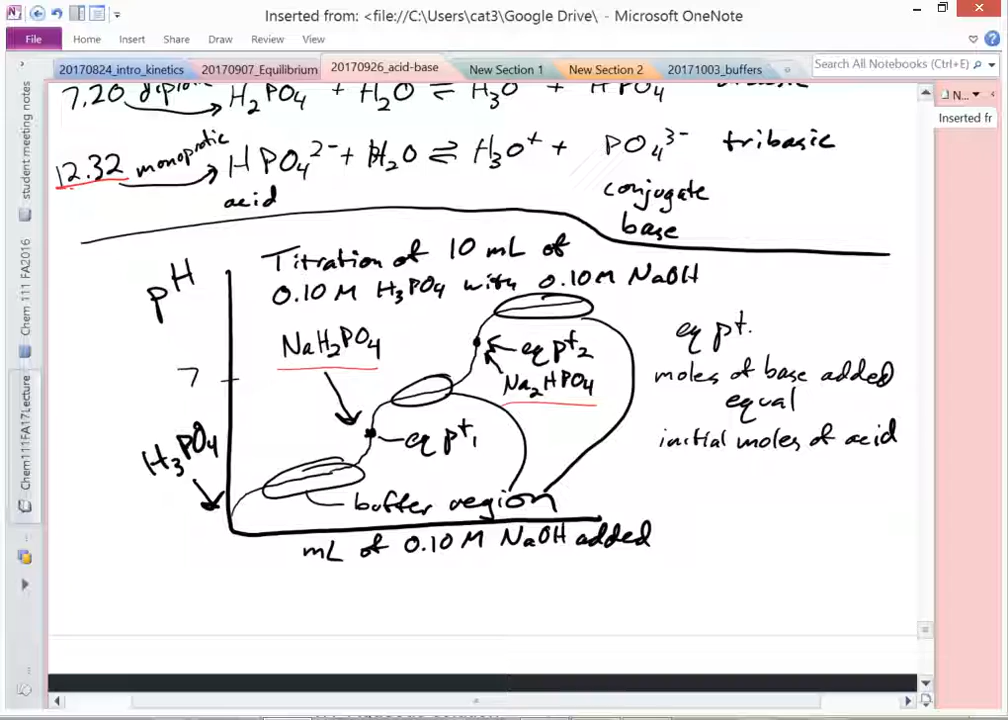 Inserted from: <file://C:\Users\cat3\Google Drive\ - Microsoft OneNote
File Home Insert Share Draw Review View
20170824_intro_kinetics 20170907_Equilibrium 20170926_acid-base New Section 1 New Section 2 20171003_buffers Search All Notebooks (Ctrl+E)
N...
Inserted fr
student meeting notes
Chem 111 FA2016
Chem111FA17Lecture
7.20 diprotic H₂PO₄ + H₂O ⇌ H₃O + HPO₄
12.32 monoprotic HPO₄²⁻ + H₂O ⇌ H₃O⁺ + PO₄³⁻ tribasic
acid
conjugate
base
Titration of 10 mL of
0.10 M H₃PO₄ with 0.10 M NaOH
pH
NaH₂PO₄
eq pt₂
Na₂HPO₄
7
eq pt₁
H₃PO₄
buffer region
mL of 0.10 M NaOH added
eq pt.
moles of base added
equal
initial moles of acid